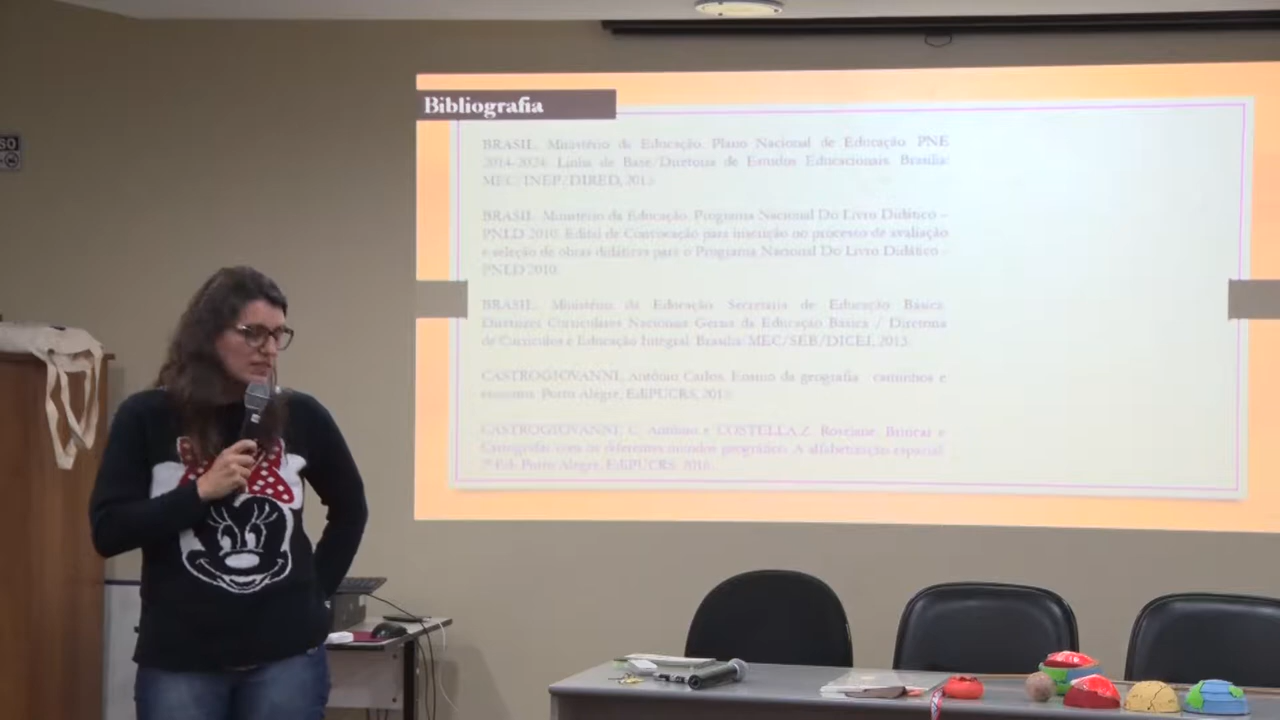 SO
Bibliografia
BRASIL. Ministério da Educação. Plano Nacional de Educação PNE
2014-2024: Linha de Base/Diretoria de Estudos Educacionais. Brasília:
MEC/INEP/DIRED,
BRASIL. Ministério da Educação. Programa Nacional Do Livro Didático –
PNLD 2010. Edital de Convocação para inscrição no processo de avaliação
e seleção de obras didáticas para o Programa Nacional Do Livro Didático –
PNLD 2010.
BRASIL. Ministério da Educação. Secretaria de Educação Básica.
Diretrizes Curriculares Nacionais Gerais da Educação Básica / Diretoria
de Currículos e Educação Integral. Brasília: MEC/SEB/DICEI, 2013.
CASTROGIOVANNI, Antônio Carlos. Ensino da geografia caminhos e
Porto Alegre, EdiPUCRS,
CASTROGIOVANNI, C. Antônio e COSTELLA Z. Roselane. Brincar e
Cartografar com os diferentes mundos geográfico: A alfabetização espacial.
Ed- Porto Alegre, EdiPUCRS, 2016.